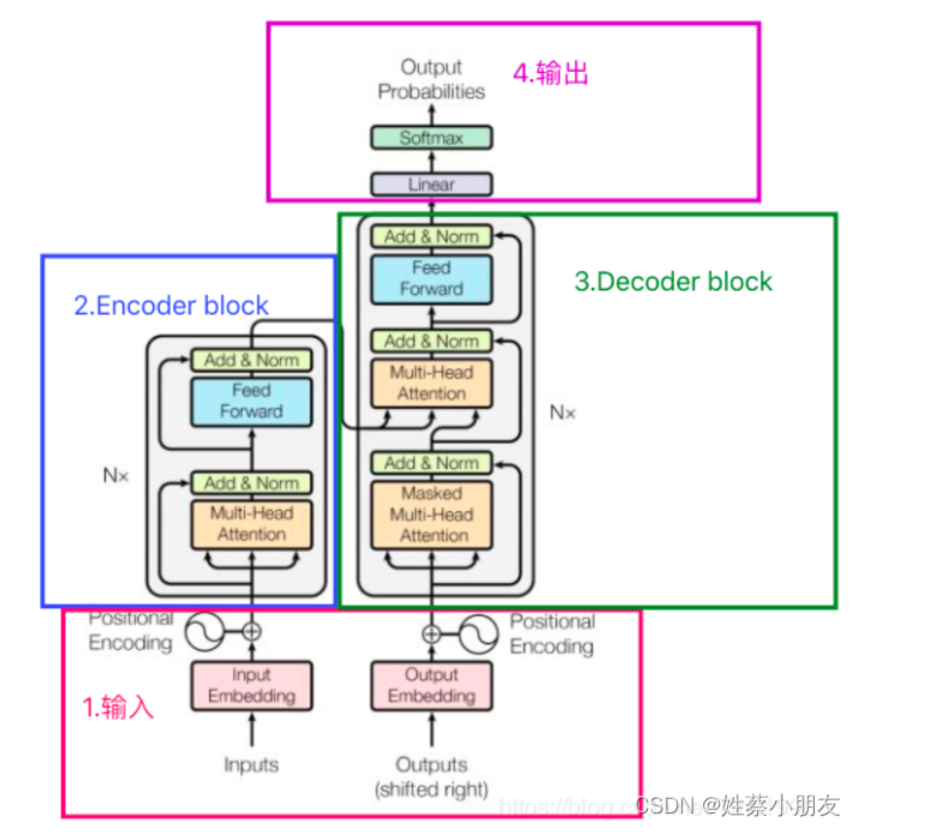 4.输出
Output
Probabilities
Softmax
Linear
3.Decoder block
Add & Norm
Feed
Forward
Add & Norm
Multi-Head
Attention
N×
Add & Norm
Masked
Multi-Head
Attention
2.Encoder block
Add & Norm
Feed
Forward
N×
Add & Norm
Multi-Head
Attention
1.输入
Positional
Encoding
Input
Embedding
Inputs
Positional
Encoding
Output
Embedding
Outputs
(shifted right)
CSDN @姓蔡小朋友